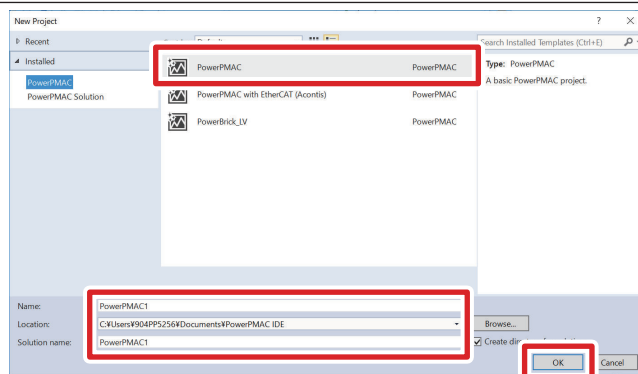 New Project ? ×
Recent
Search Installed Templates (Ctrl+E)
Installed
PowerPMAC
PowerPMAC Solution
PowerPMAC PowerPMAC
PowerPMAC with EtherCAT (Acontis) PowerPMAC
PowerBrick_LV PowerPMAC
Type: PowerPMAC
A basic PowerPMAC project.
Name: PowerPMAC1
Location: C:¥Users¥904PP5256¥Documents¥PowerPMAC IDE Browse...
Solution name: PowerPMAC1 Create
OK Cancel